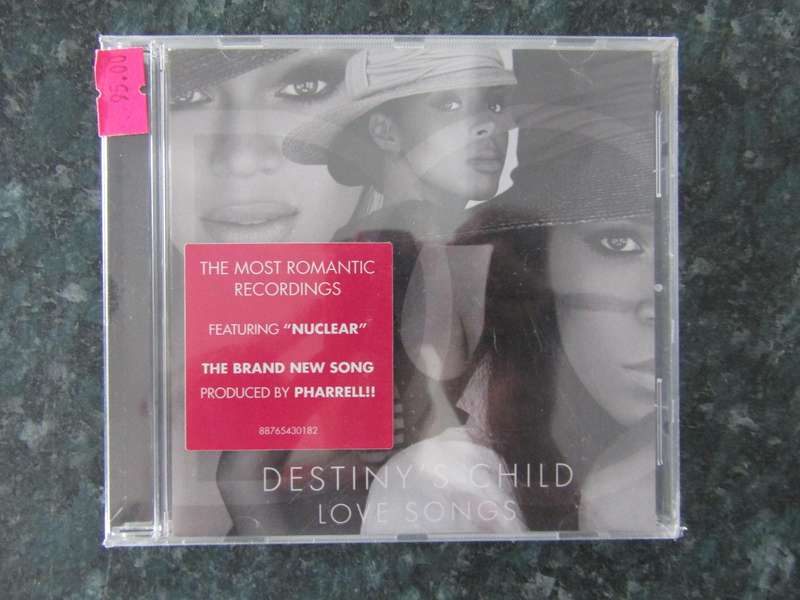 95.00
THE MOST ROMANTIC
RECORDINGS
FEATURING "NUCLEAR"
THE BRAND NEW SONG
PRODUCED BY PHARRELL!!
88765430182
DESTINY'S CHILD
LOVE SONGS